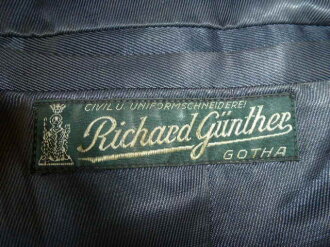 CIVIL U. UNIFORMSCHNEIDEREI
Richard Günther
GOTHA